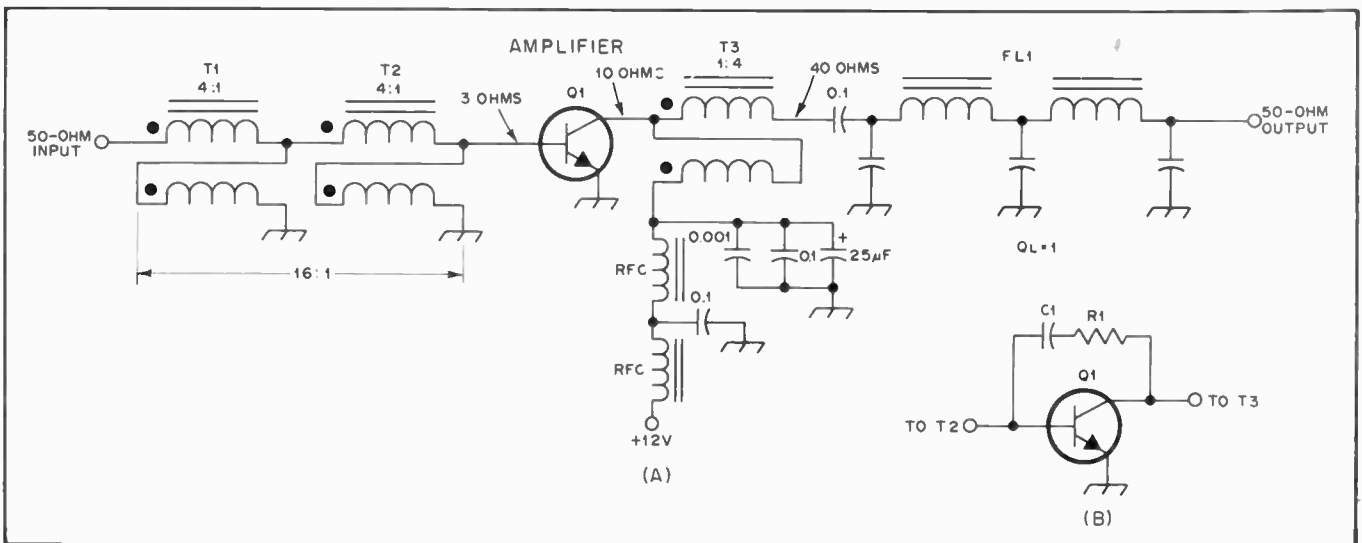 AMPLIFIER
T1
4:1
T2
4:1
T3
1:4
FL1
50-OHM
INPUT
3 OHMS
Q1
10 OHMC
40 OHMS
0.1
50-OHM
OUTPUT
16:1
RFC
0.001
0.1
+
25µF
QL=1
0.1
RFC
+12V
(A)
C1
R1
Q1
TO T2
TO T3
(B)